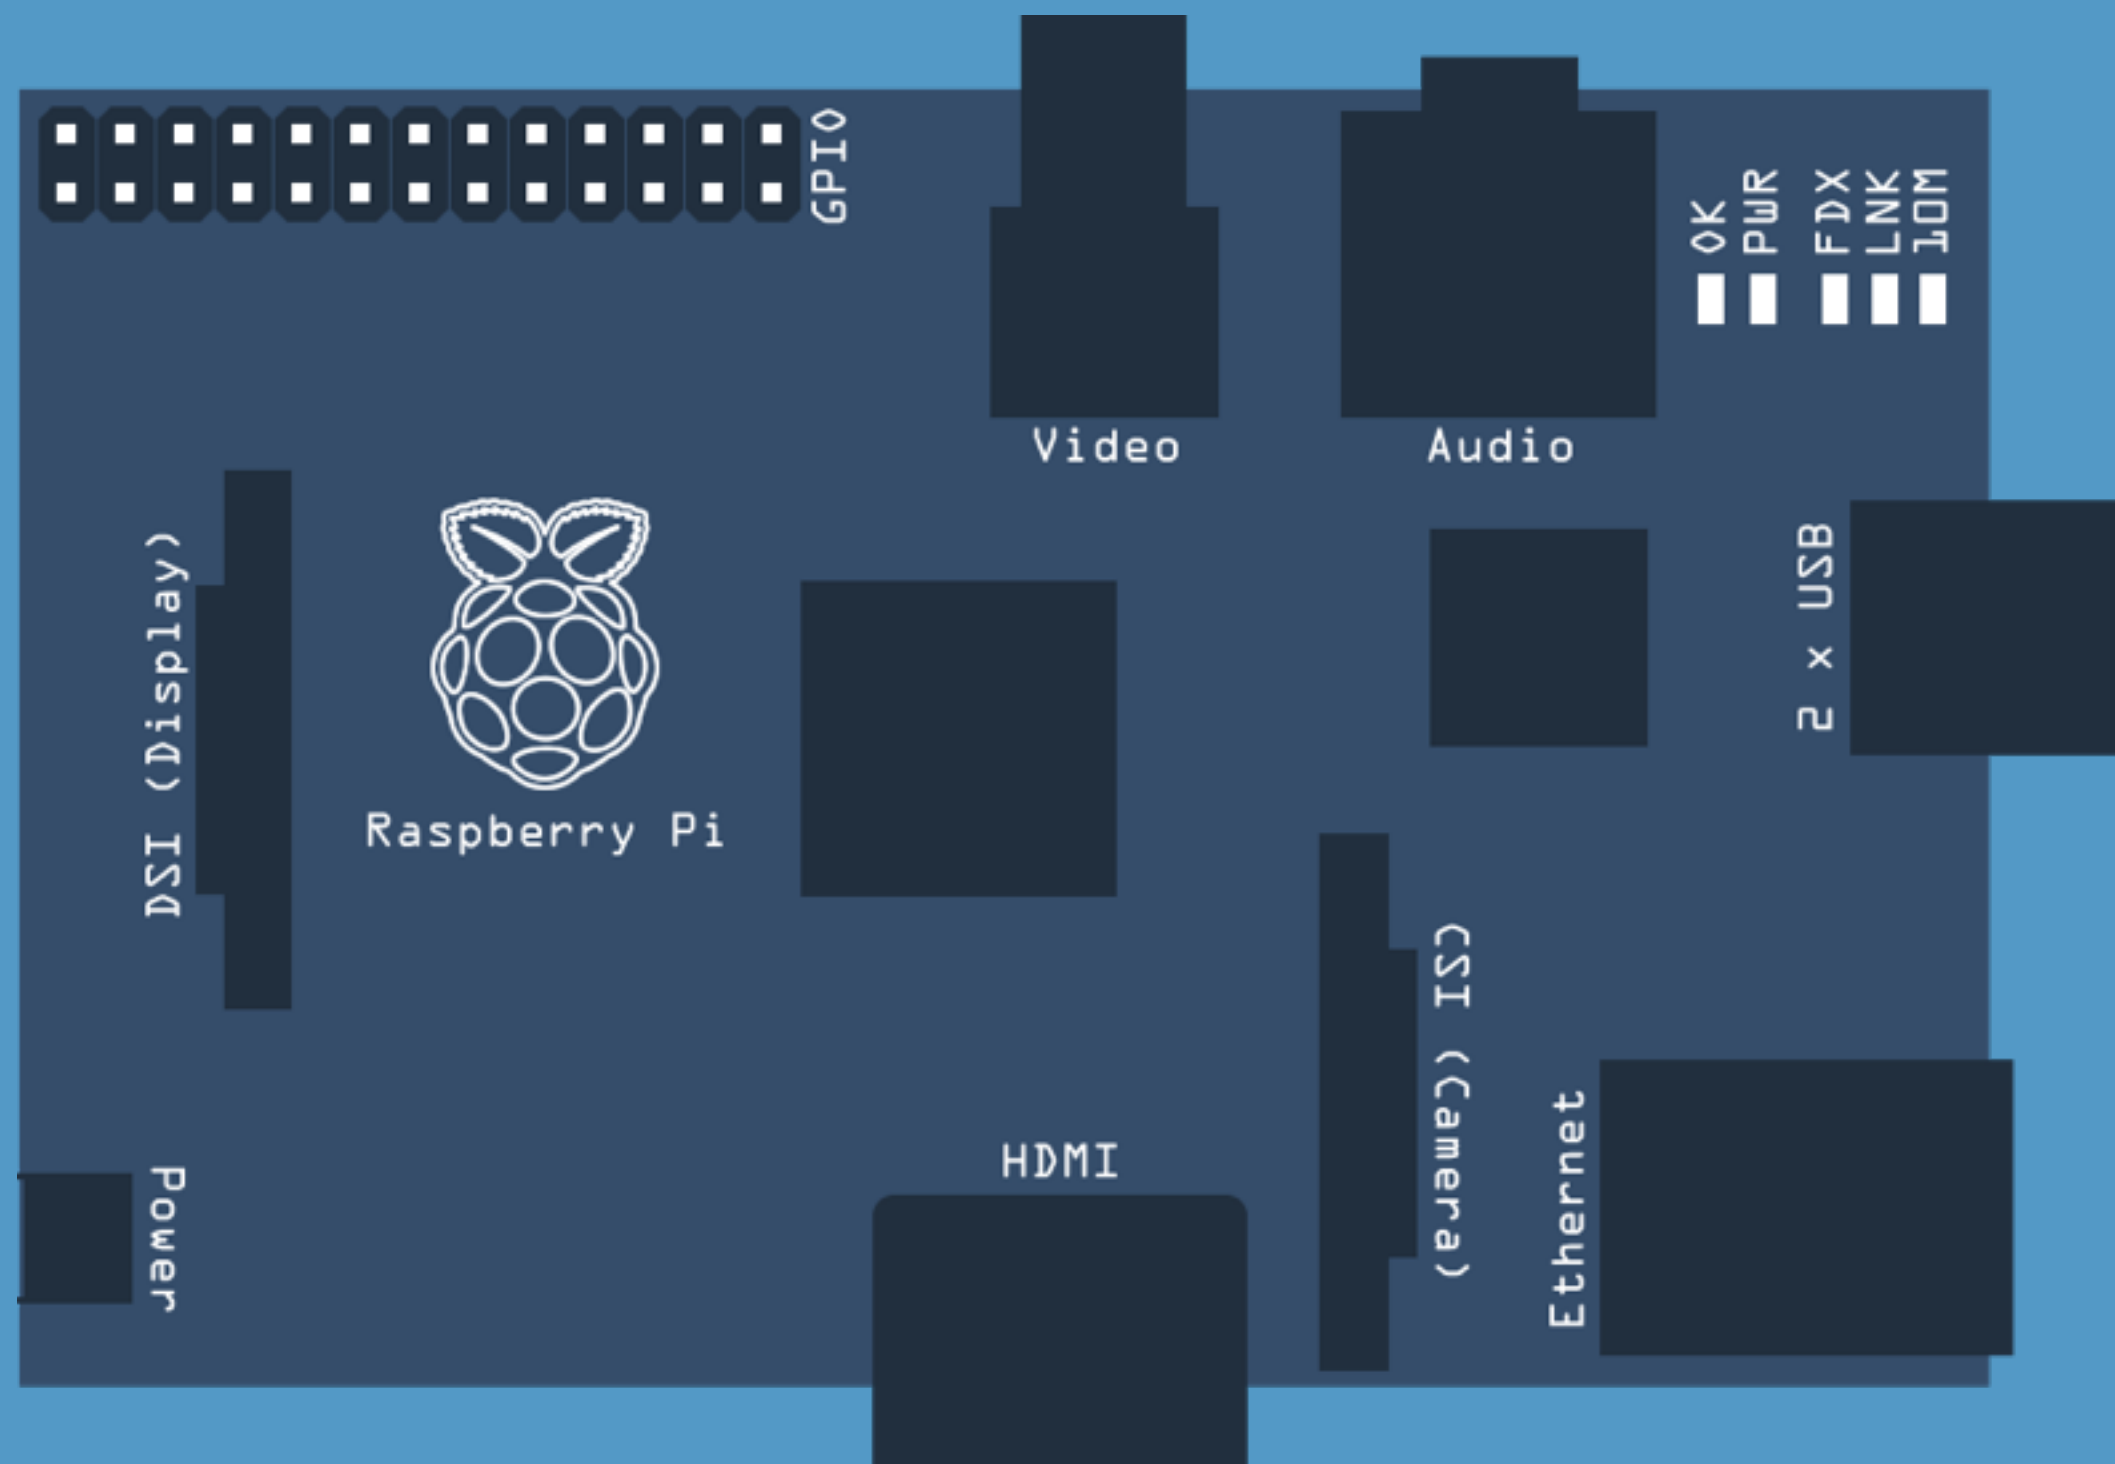 GPIO
OK
PWR
FDX
LNK
10M
Video
Audio
2 x USB
DSI (Display)
Raspberry Pi
CSI (Camera)
HDMI
Ethernet
Power